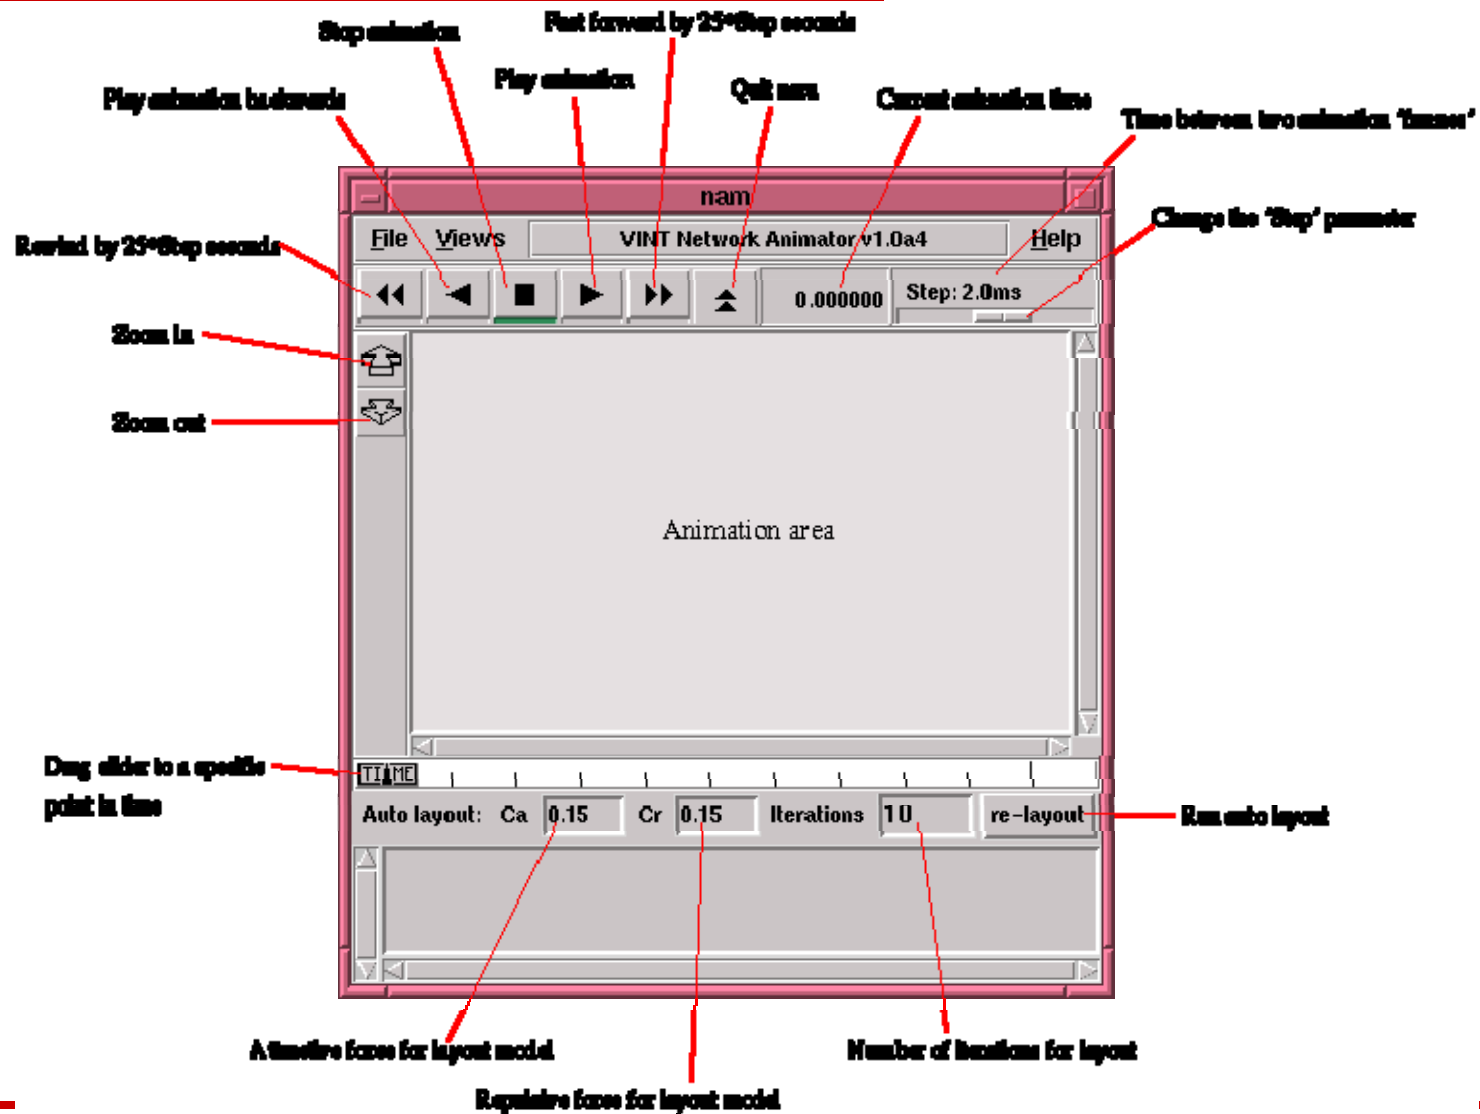 Stop animation
Fast forward by 25*Step seconds
Play animation
Quit nam
Play animation backwards
Current animation time
Time between two animation "frames"
nam
Change the "Step" parameter
File Views VINT Network Animator v1.0a4 Help
Rewind by 25*Step seconds
0.000000 Step: 2.0ms
Zoom in
Zoom out
Animation area
Drag slider to a specific
point in time
TIME
Auto layout: Ca 0.15 Cr 0.15 Iterations 10 re-layout
Run auto layout
Attractive force for layout model
Number of iterations for layout
Repulsive force for layout model